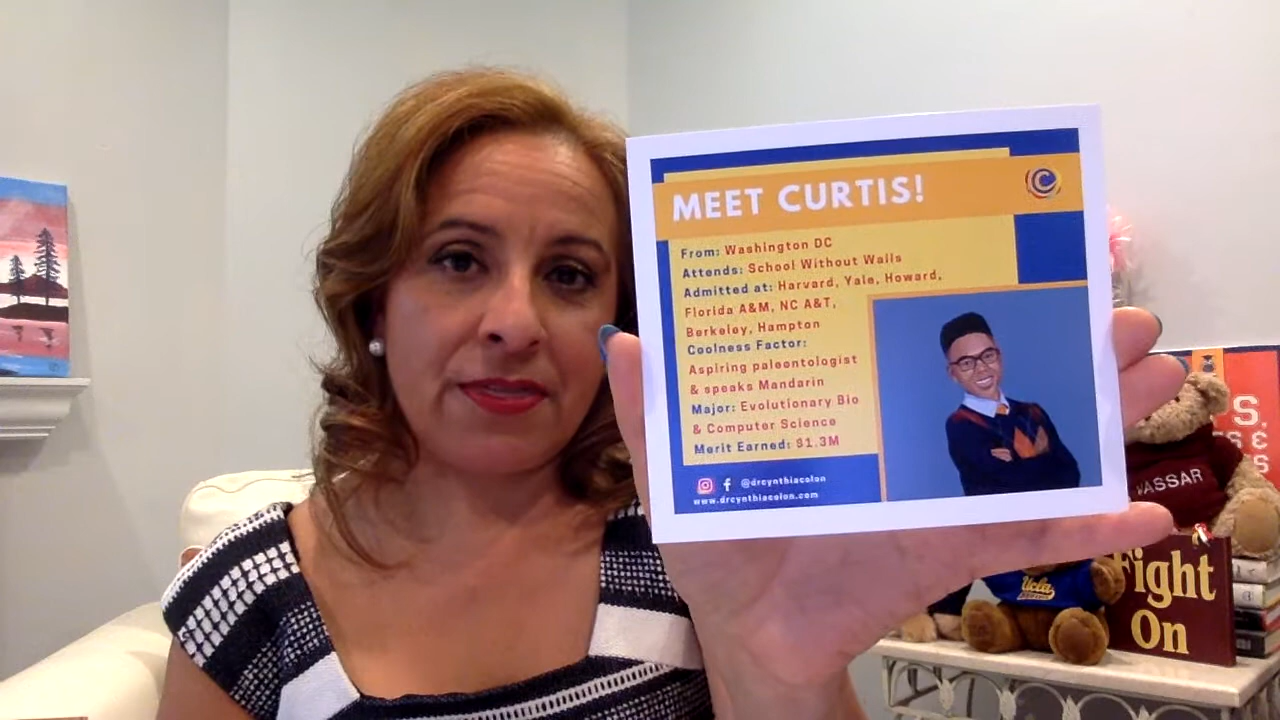 MEET CURTIS!
C
From: Washington DC
Attends: School Without Walls
Admitted at: Harvard, Yale, Howard,
Florida A&M, NC A&T,
Berkeley, Hampton
Coolness Factor:
Aspiring paleontologist
& speaks Mandarin
Major: Evolutionary Bio
& Computer Science
Merit Earned: $1.3M
@drcynthiacolon
www.drcynthiacolon.com
VASSAR
Ucla
Fight
On